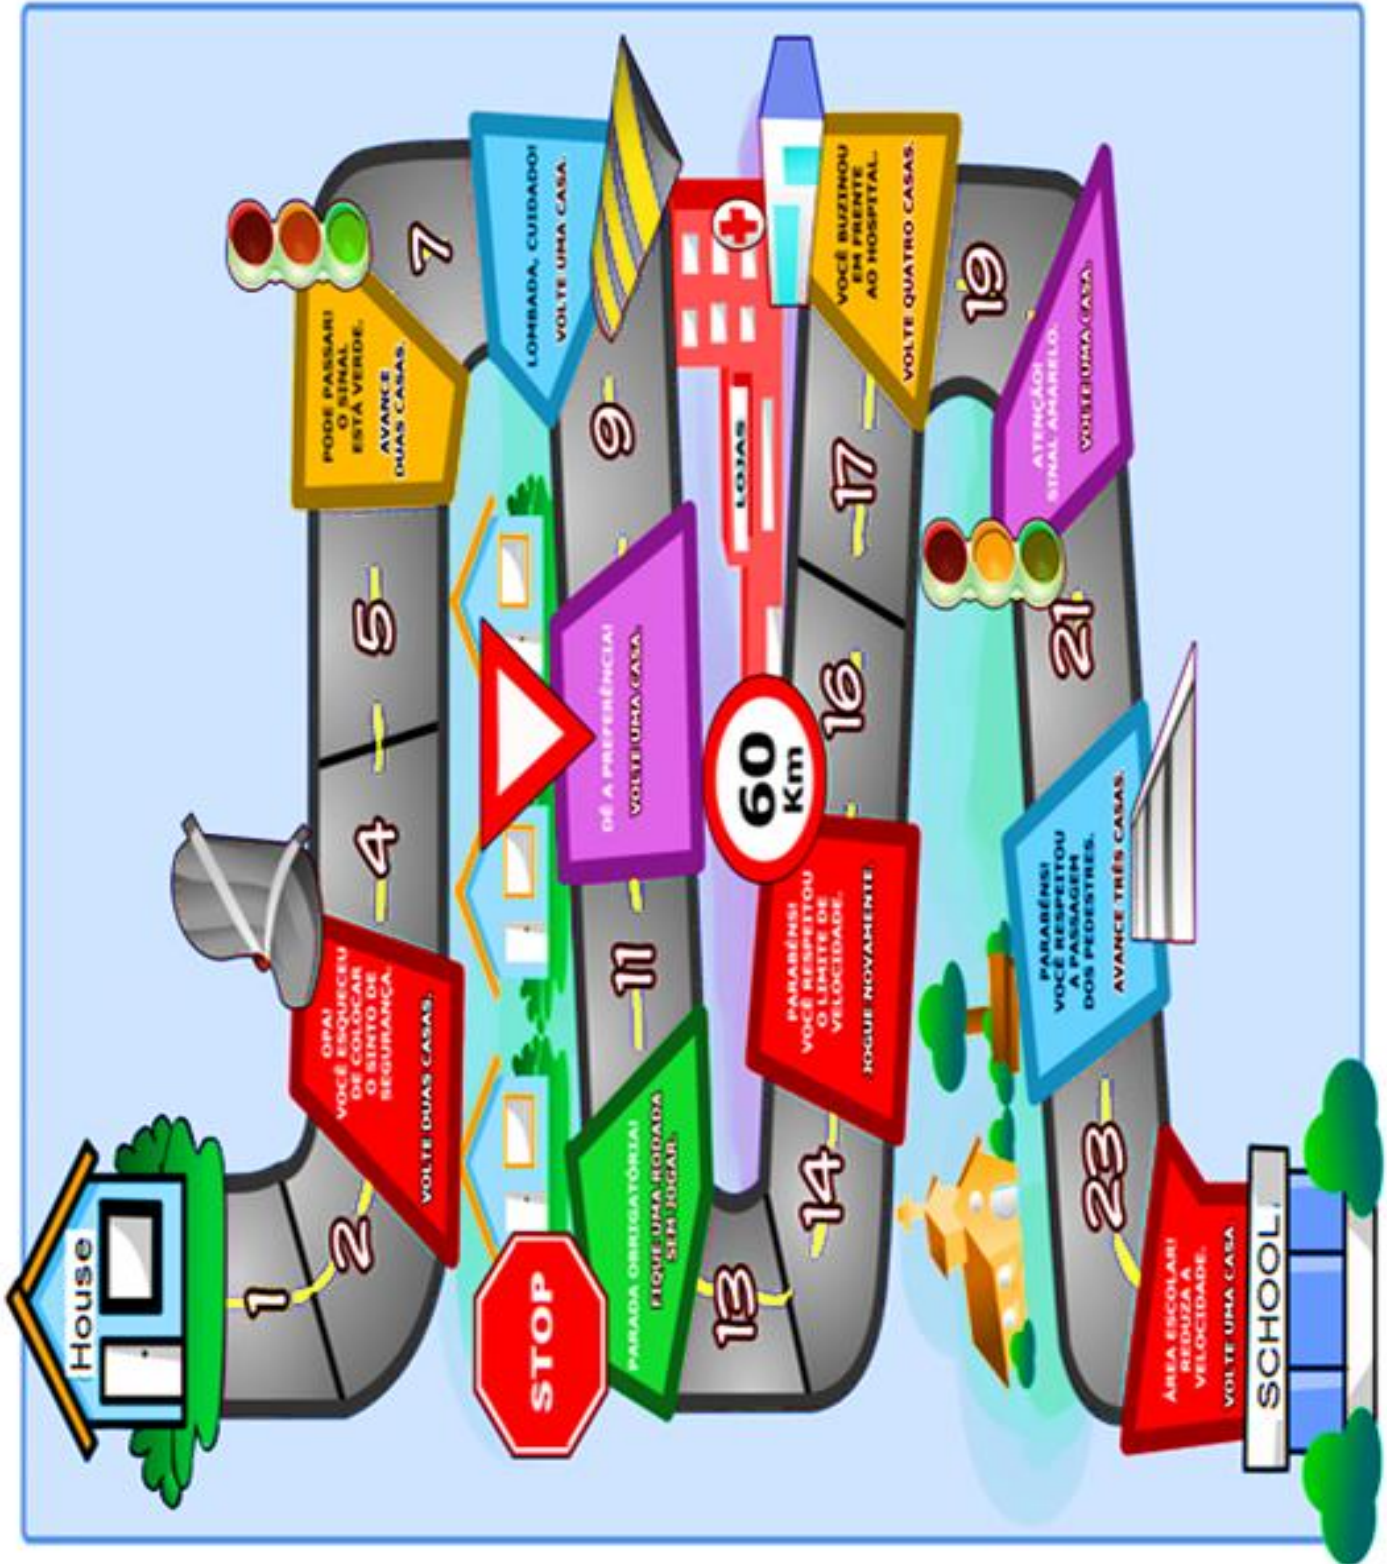 House
1
2
OPA!
VOCÊ ESQUECEU
DE COLOCAR
O SINTO DE
SEGURANÇA.
VOLTE DUAS CASAS.
4
5
PODE PASSAR!
O SINAL
ESTÁ VERDE.
AVANCE
DUAS CASAS.
7
LOMBADA, CUIDADO!
VOLTE UMA CASA.
9
DÊ A PREFERÊNCIA!
VOLTE UMA CASA.
11
PARADA OBRIGATÓRIA!
FIQUE UMA RODADA
SEM JOGAR.
STOP
13
14
PARABÉNS!
VOCÊ RESPEITOU
O LIMITE DE
VELOCIDADE.
JOGUE NOVAMENTE.
60
Km
16
17
LOJAS
VOCÊ BUZINOU
EM FRENTE
AO HOSPITAL.
VOLTE QUATRO CASAS.
19
ATENÇÃO!
SINAL AMARELO.
VOLTE UMA CASA.
21
PARABÉNS!
VOCÊ RESPEITOU
A PASSAGEM
DOS PEDESTRES.
AVANCE TRÊS CASAS.
23
ÁREA ESCOLAR!
REDUZA A
VELOCIDADE.
VOLTE UMA CASA
SCHOOL